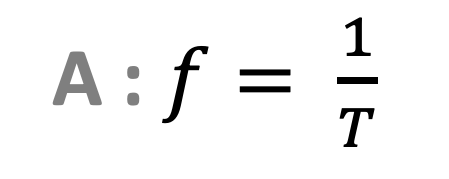 A : f = 1/T